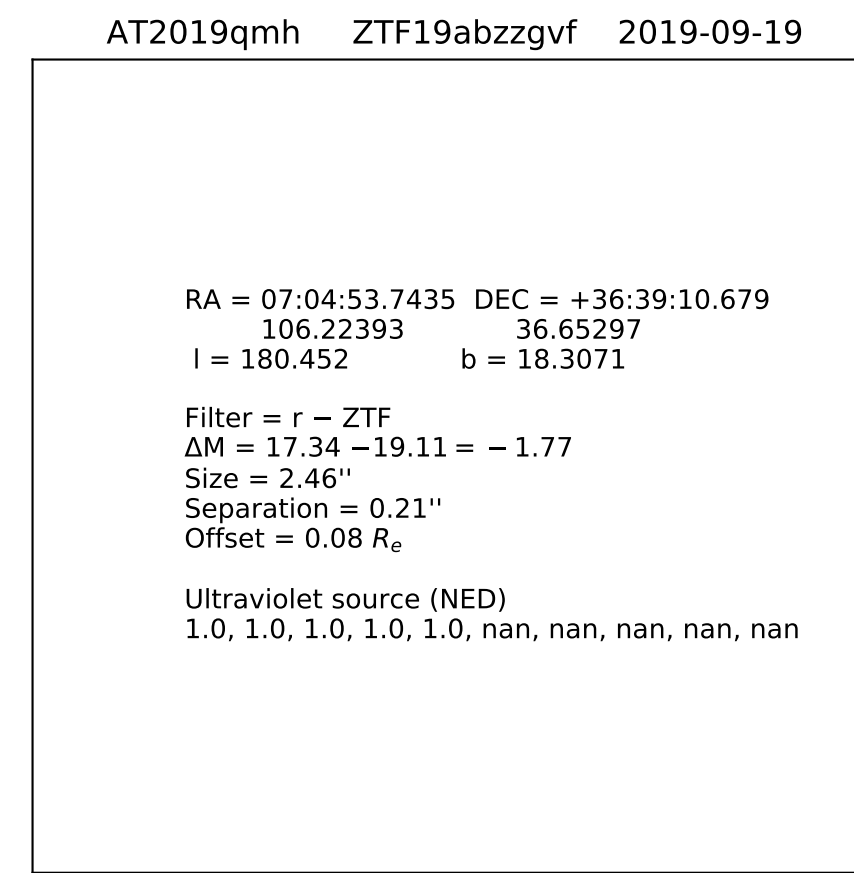 AT2019qmh ZTF19abzzgvf 2019-09-19
RA = 07:04:53.7435 DEC = +36:39:10.679
106.22393 36.65297
l = 180.452 b = 18.3071
Filter = r − ZTF
ΔM = 17.34 −19.11 = − 1.77
Size = 2.46''
Separation = 0.21''
Offset = 0.08 Re
Ultraviolet source (NED)
1.0, 1.0, 1.0, 1.0, 1.0, nan, nan, nan, nan, nan